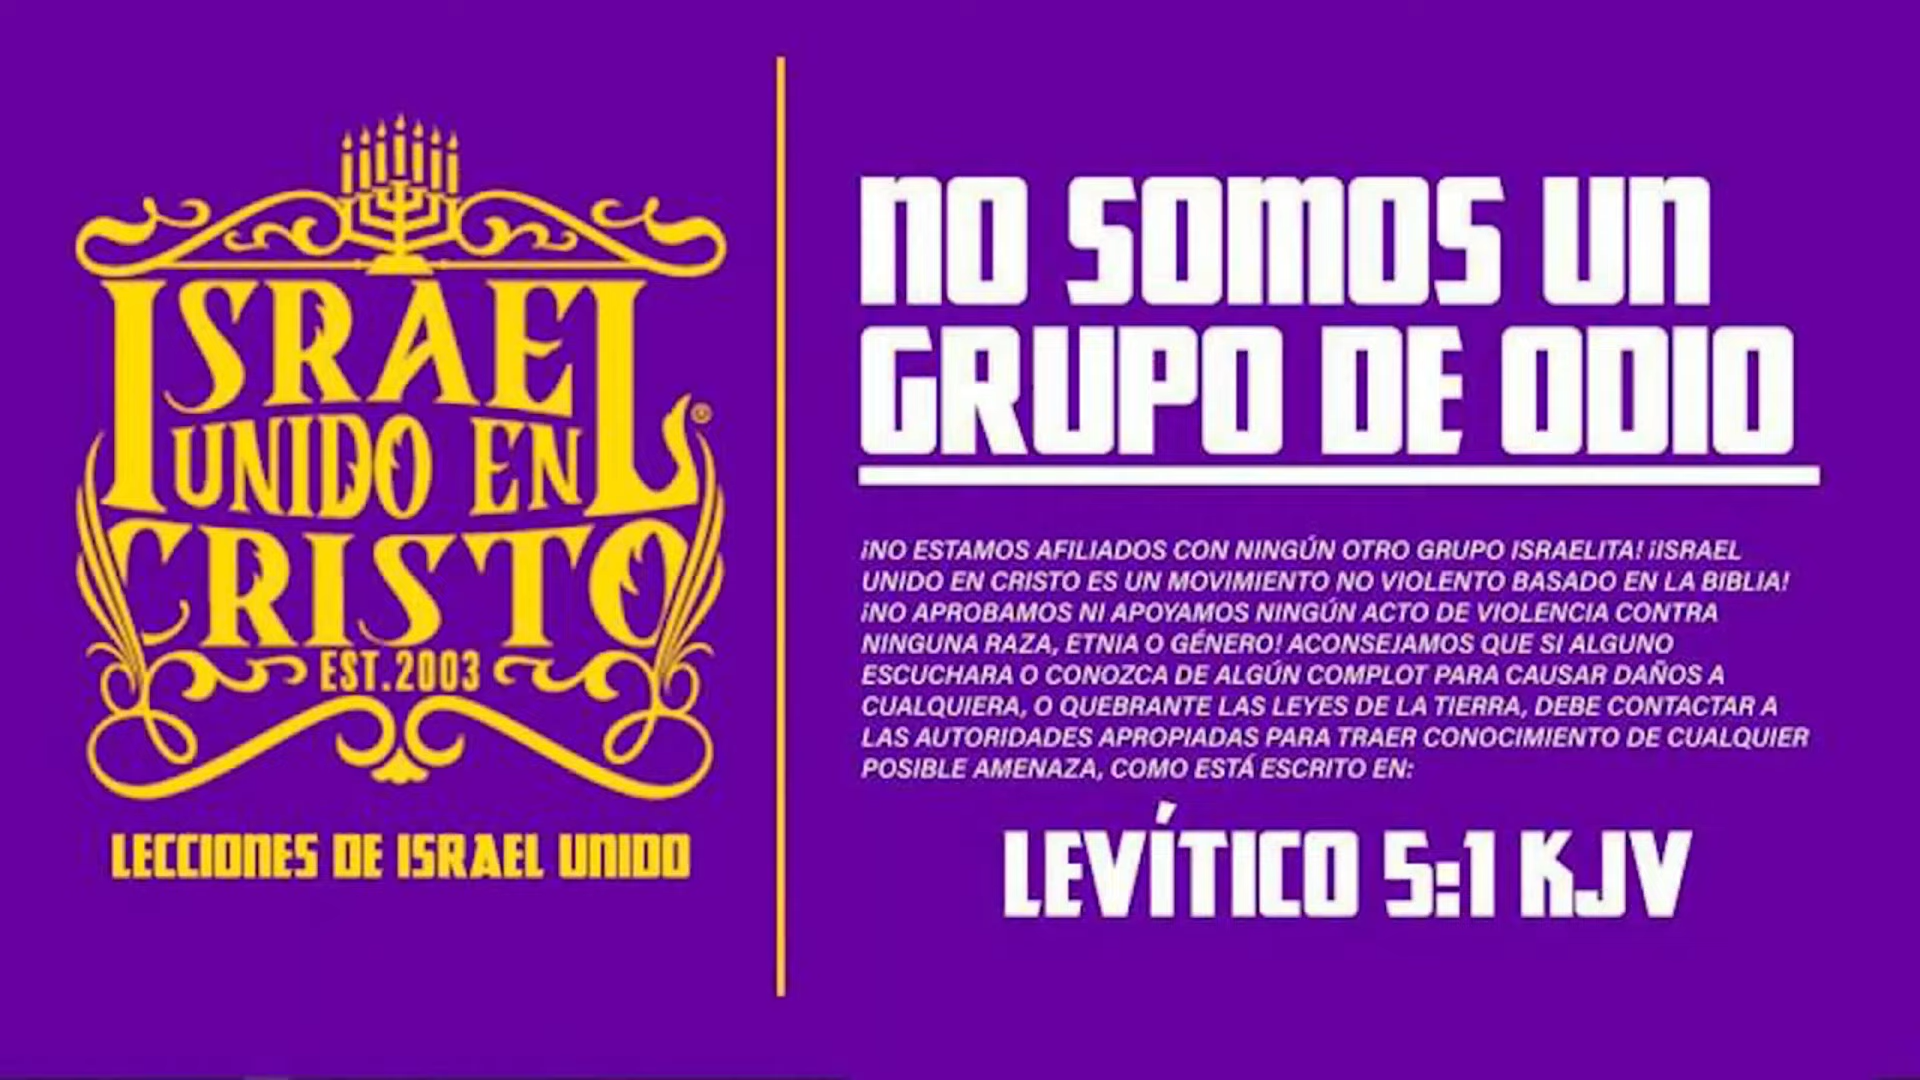 ISRAEL
UNIDO EN
CRISTO
®
EST.2003
LECCIONES DE ISRAEL UNIDO
NO SOMOS UN
GRUPO DE ODIO
¡NO ESTAMOS AFILIADOS CON NINGÚN OTRO GRUPO ISRAELITA! ¡ISRAEL
UNIDO EN CRISTO ES UN MOVIMIENTO NO VIOLENTO BASADO EN LA BIBLIA!
¡NO APROBAMOS NI APOYAMOS NINGÚN ACTO DE VIOLENCIA CONTRA
NINGUNA RAZA, ETNIA O GÉNERO! ACONSEJAMOS QUE SI ALGUNO
ESCUCHARA O CONOZCA DE ALGÚN COMPLOT PARA CAUSAR DAÑOS A
CUALQUIERA, O QUEBRANTE LAS LEYES DE LA TIERRA, DEBE CONTACTAR A
LAS AUTORIDADES APROPIADAS PARA TRAER CONOCIMIENTO DE CUALQUIER
POSIBLE AMENAZA, COMO ESTÁ ESCRITO EN:
LEVÍTICO 5:1 KJV